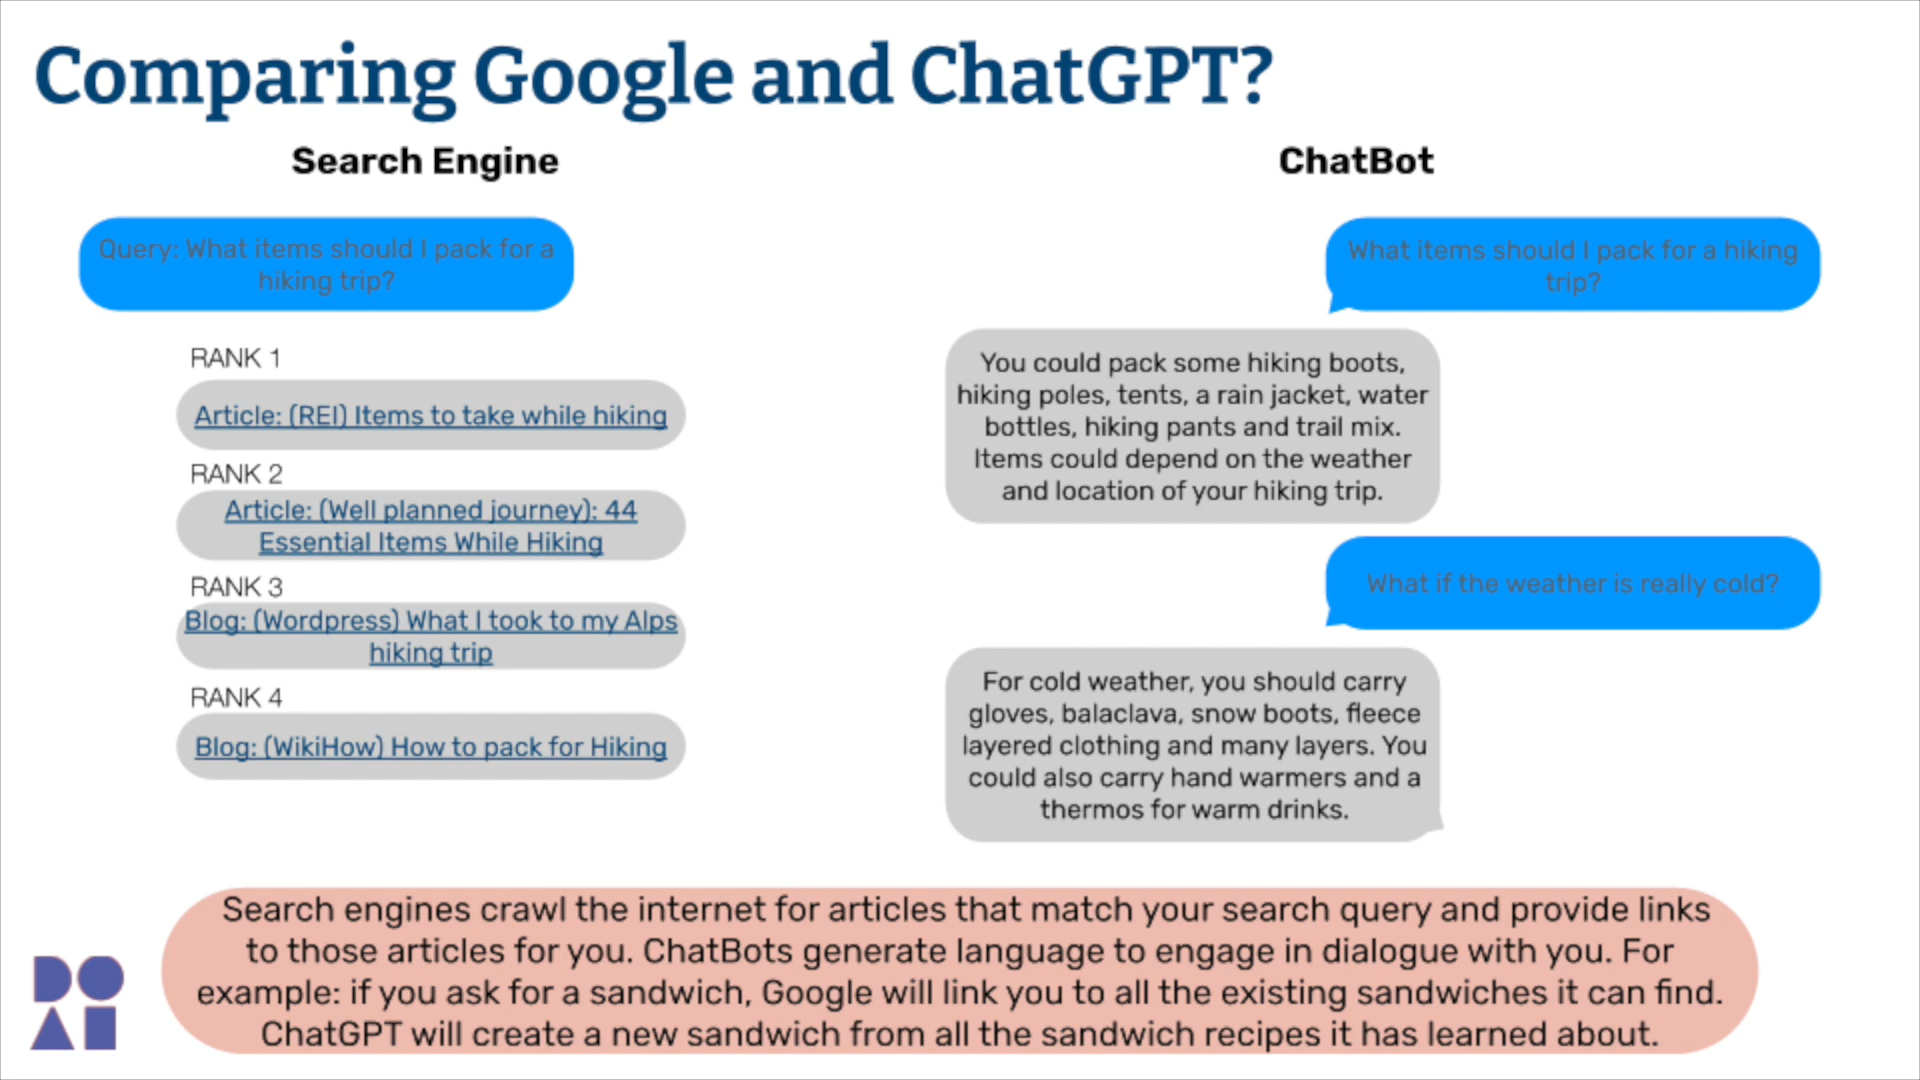 Comparing Google and ChatGPT?
Search Engine
Query: What items should I pack for a
hiking trip?
RANK 1
Article: (REI) Items to take while hiking
RANK 2
Article: (Well planned journey): 44
Essential Items While Hiking
RANK 3
Blog: (Wordpress) What I took to my Alps
hiking trip
RANK 4
Blog: (WikiHow) How to pack for Hiking
ChatBot
What items should I pack for a hiking
trip?
You could pack some hiking boots,
hiking poles, tents, a rain jacket, water
bottles, hiking pants and trail mix.
Items could depend on the weather
and location of your hiking trip.
What if the weather is really cold?
For cold weather, you should carry
gloves, balaclava, snow boots, fleece
layered clothing and many layers. You
could also carry hand warmers and a
thermos for warm drinks.
Search engines crawl the internet for articles that match your search query and provide links
to those articles for you. ChatBots generate language to engage in dialogue with you. For
example: if you ask for a sandwich, Google will link you to all the existing sandwiches it can find.
ChatGPT will create a new sandwich from all the sandwich recipes it has learned about.
DO
AI